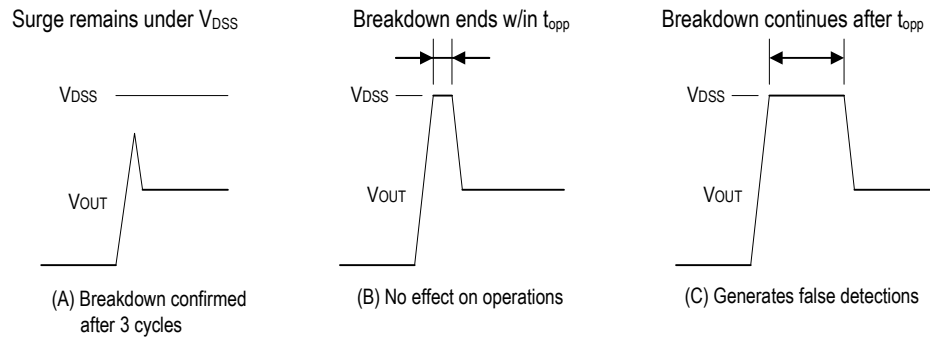 Surge remains under VDSS
Breakdown ends w/in topp
Breakdown continues after topp
VDSS
VOUT
VDSS
VOUT
VDSS
VOUT
(A) Breakdown confirmed
after 3 cycles
(B) No effect on operations
(C) Generates false detections